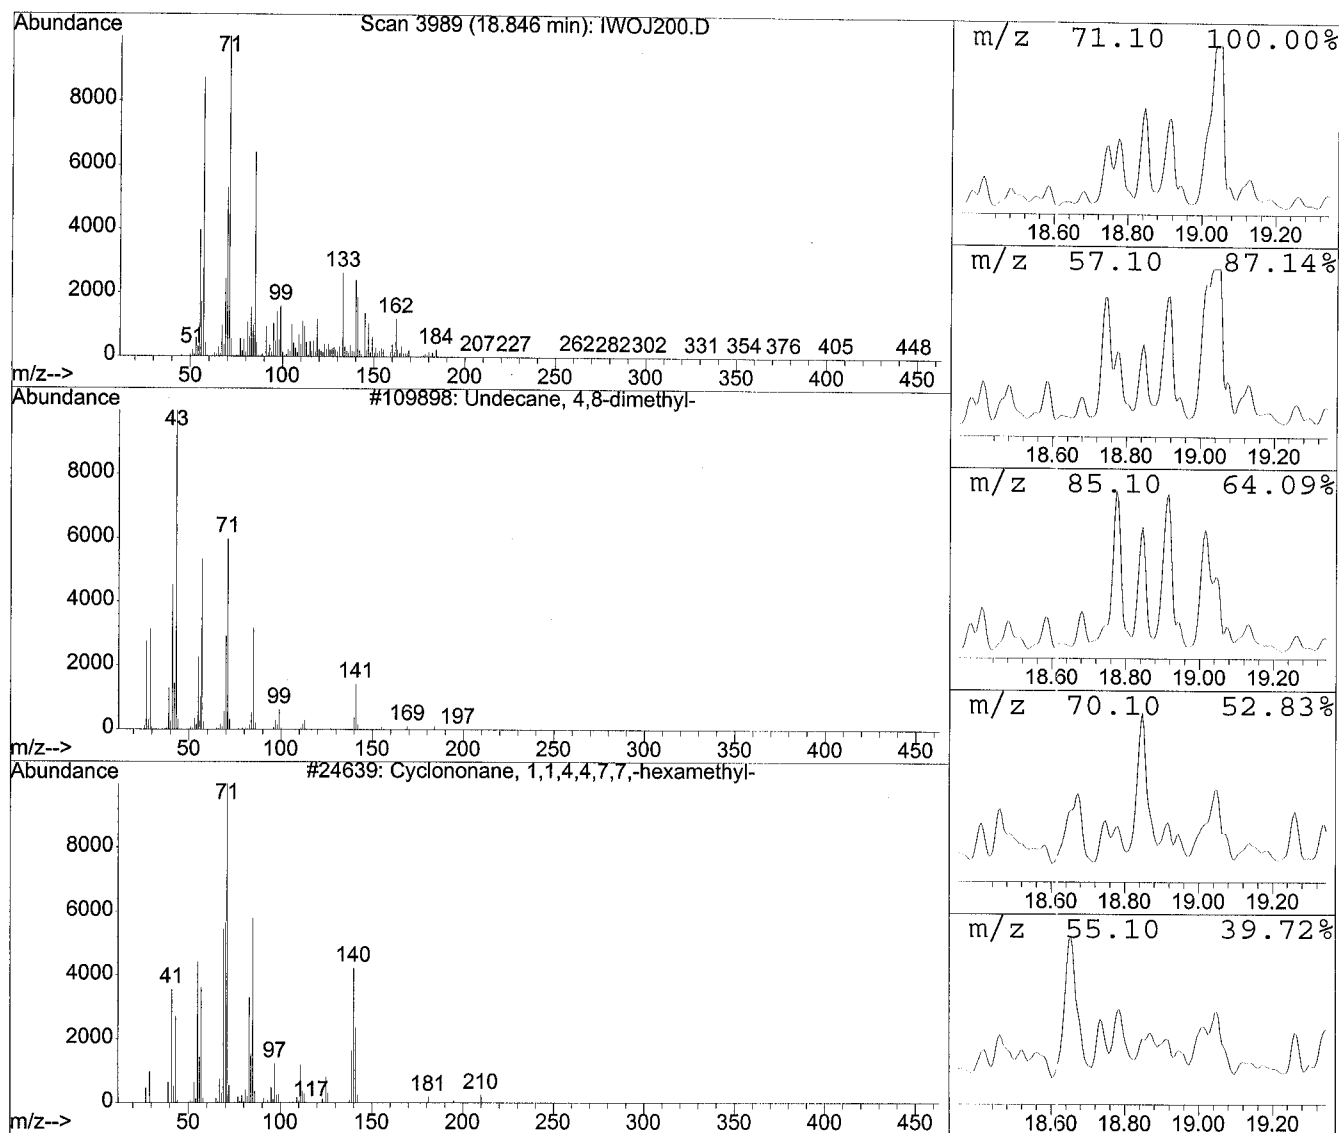 Abundance
Scan 3989 (18.846 min): IWOJ200.D
71
8000
6000
4000
133
2000
99
162
51
184
207 227
262 282 302
331 354 376
405
448
0
50 100 150 200 250 300 350 400 450
m/z-->
Abundance
#109898: Undecane, 4,8-dimethyl-
43
8000
71
6000
4000
2000
141
99
169
197
0
50 100 150 200 250 300 350 400 450
m/z-->
Abundance
#24639: Cyclononane, 1,1,4,4,7,7,-hexamethyl-
71
8000
6000
140
41
4000
2000
97
117
181
210
0
50 100 150 200 250 300 350 400 450
m/z-->
m/z 71.10 100.00%
18.60 18.80 19.00 19.20
m/z 57.10 87.14%
18.60 18.80 19.00 19.20
m/z 85.10 64.09%
18.60 18.80 19.00 19.20
m/z 70.10 52.83%
18.60 18.80 19.00 19.20
m/z 55.10 39.72%
18.60 18.80 19.00 19.20